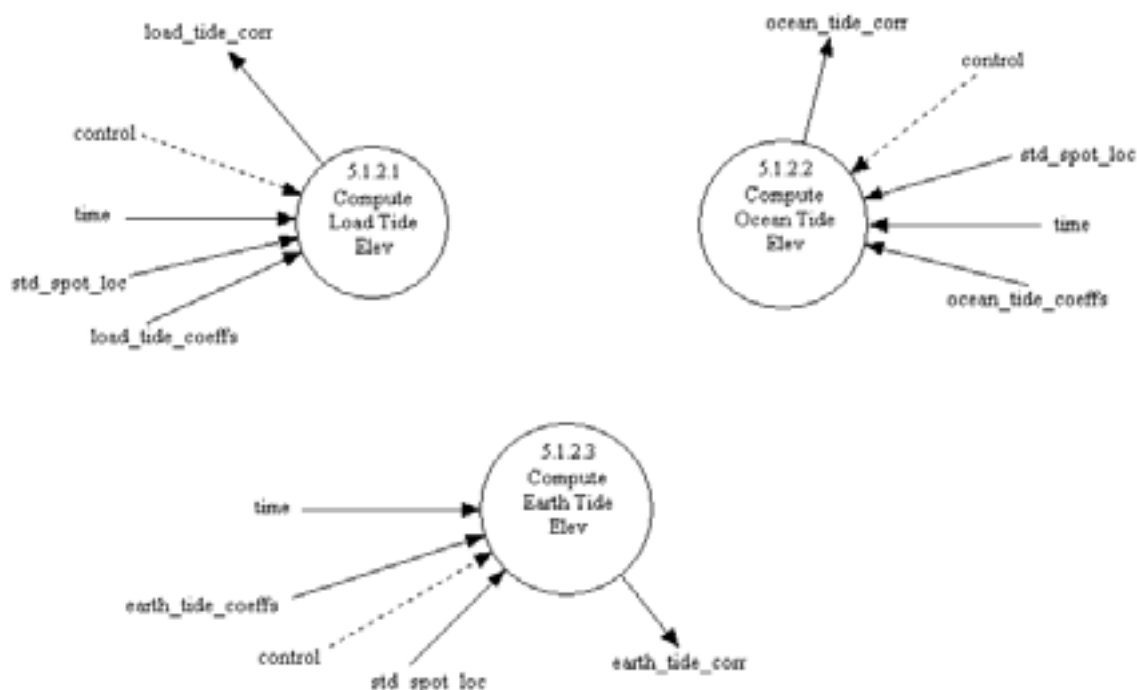 load_tide_corr
control
time
std_spot_loc
load_tide_coeffs
5.1.2.1
Compute
Load Tide
Elev
ocean_tide_corr
control
std_spot_loc
time
ocean_tide_coeffs
5.1.2.2
Compute
Ocean Tide
Elev
5.1.2.3
Compute
Earth Tide
Elev
time
earth_tide_coeffs
control
std_spot_loc
earth_tide_corr